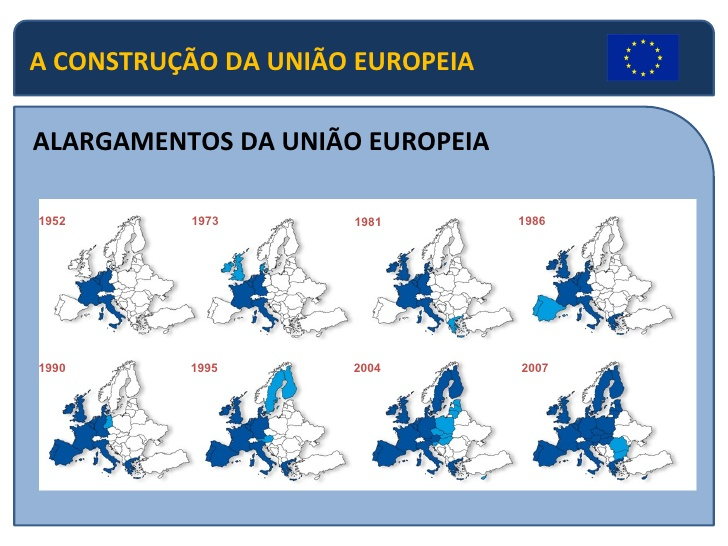 A CONSTRUÇÃO DA UNIÃO EUROPEIA
ALARGAMENTOS DA UNIÃO EUROPEIA
1952 1973 1981 1986
1990 1995 2004 2007